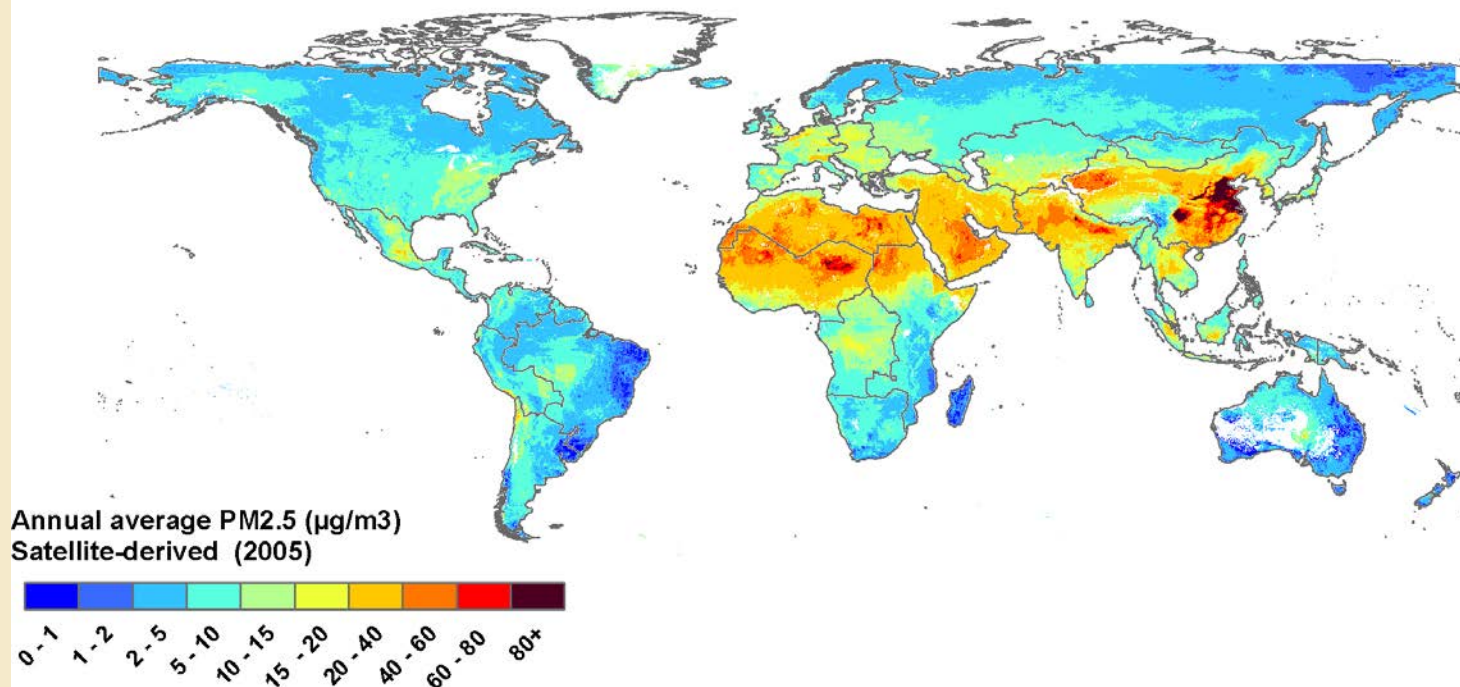 Annual average PM2.5 (µg/m3)
Satellite-derived (2005)
0 - 1
1 - 2
2 - 5
5 - 10
10 - 15
15 - 20
20 - 40
40 - 60
60 - 80
80+